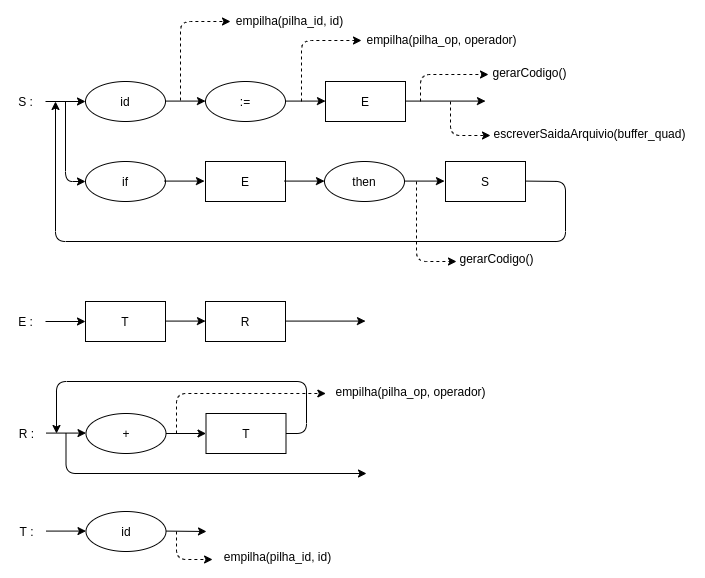 empilha(pilha_id, id)
empilha(pilha_op, operador)
gerarCodigo()
S :
id
:=
E
escreverSaidaArquivio(buffer_quad)
if
E
then
S
gerarCodigo()
E :
T
R
empilha(pilha_op, operador)
R :
+
T
T :
id
empilha(pilha_id, id)